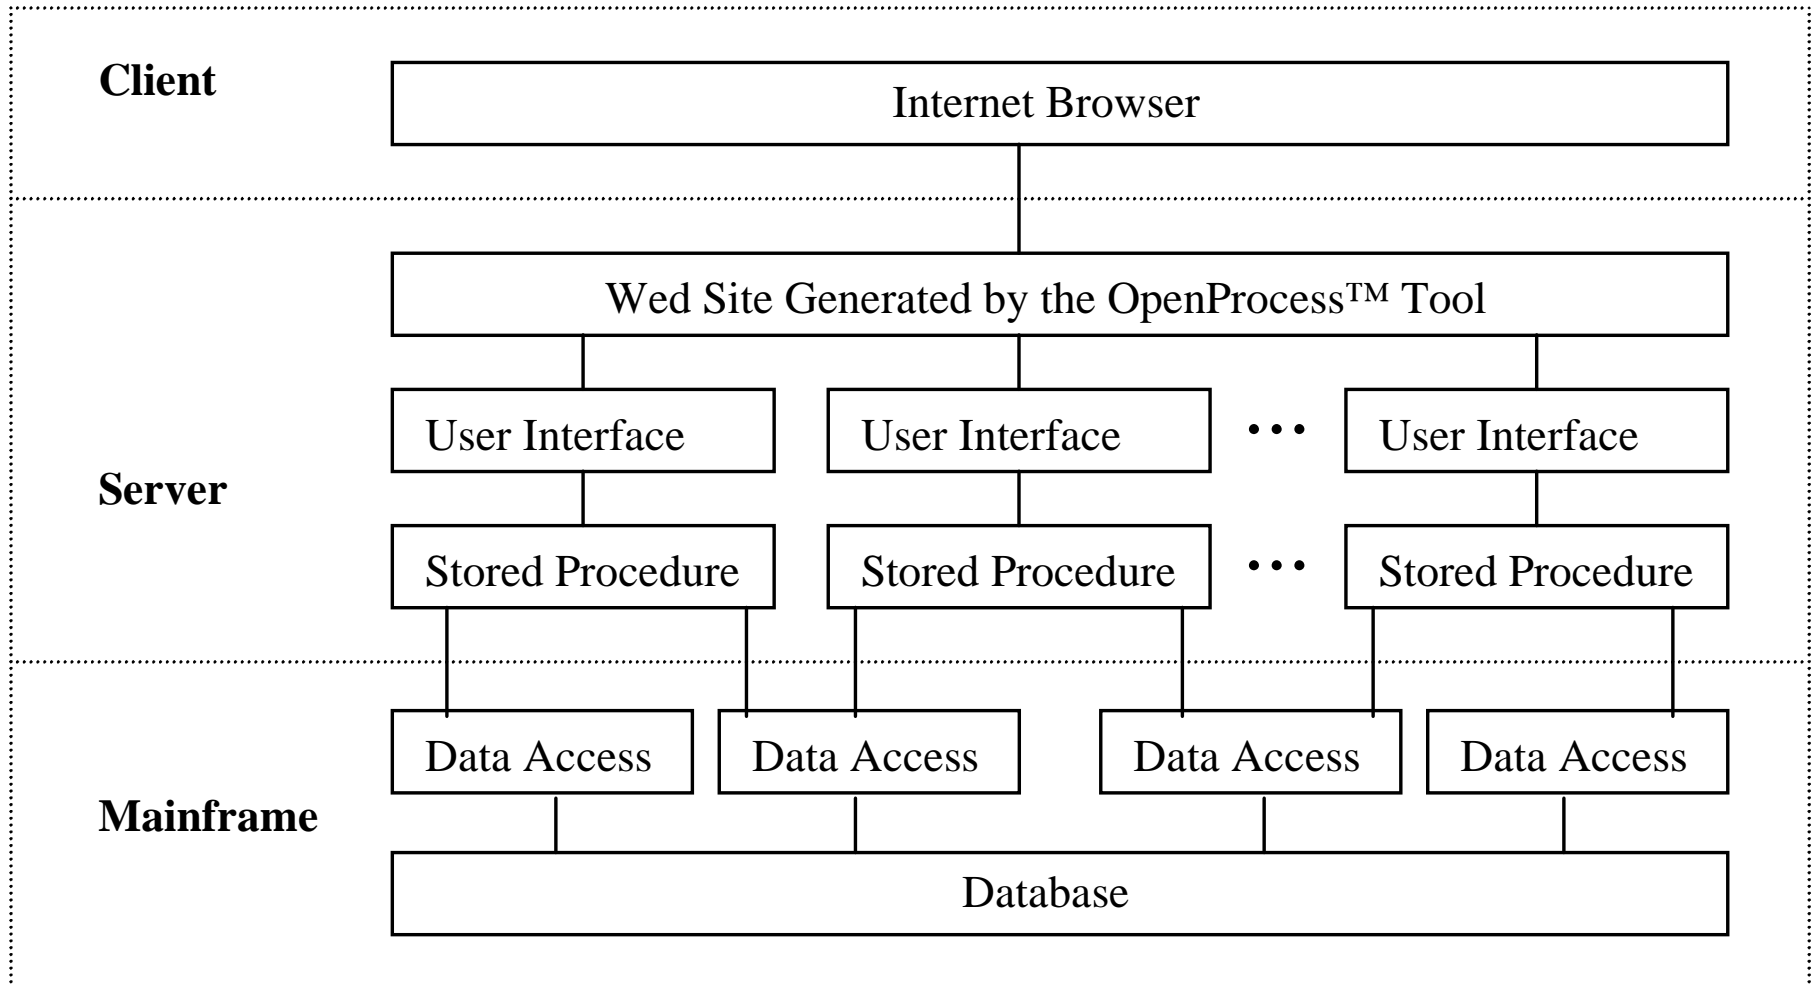 Client
Internet Browser
Wed Site Generated by the OpenProcess™ Tool
User Interface
User Interface
...
User Interface
Server
Stored Procedure
Stored Procedure
...
Stored Procedure
Data Access
Data Access
Data Access
Data Access
Mainframe
Database